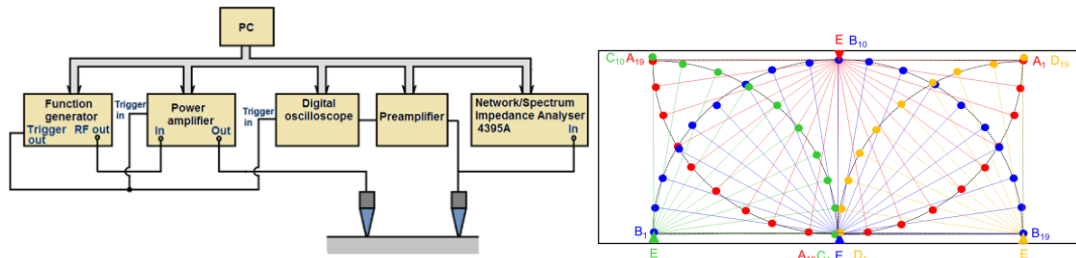 PC
Function
generator
Trigger RF out
out
Trigger
in
Power
amplifier
In Out
Trigger
in
Digital
oscilloscope
Preamplifier
Network/Spectrum
Impedance Analyser
4395A
In
E B10
C10 A19
A1 D19
B1
B19
E
E
E